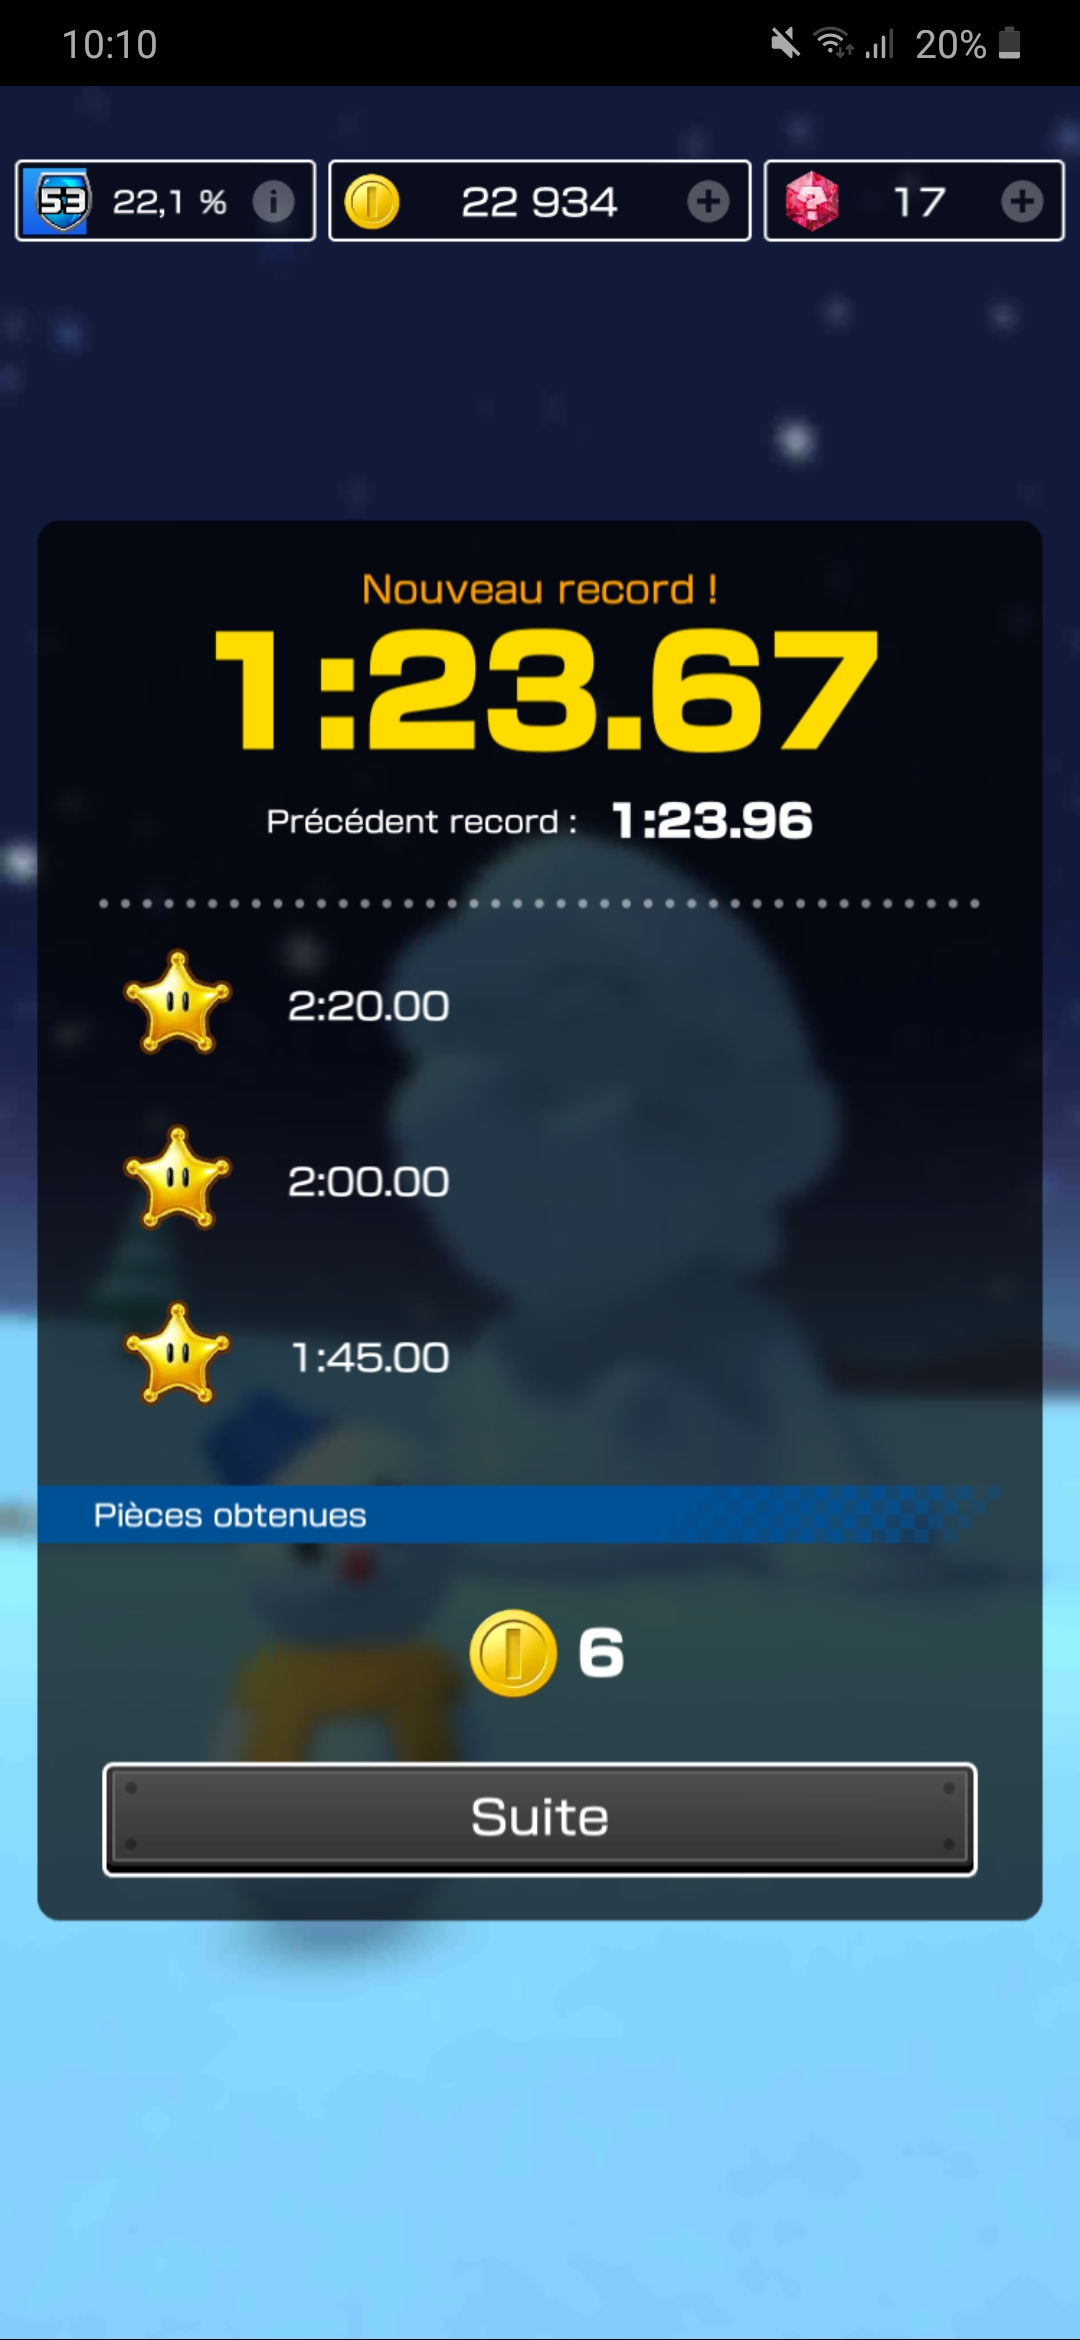 10:10 20%
53 22,1 % i 22 934 + ? 17 +
Nouveau record !
1:23.67
Précédent record : 1:23.96
2:20.00
2:00.00
1:45.00
Pièces obtenues
6
Suite